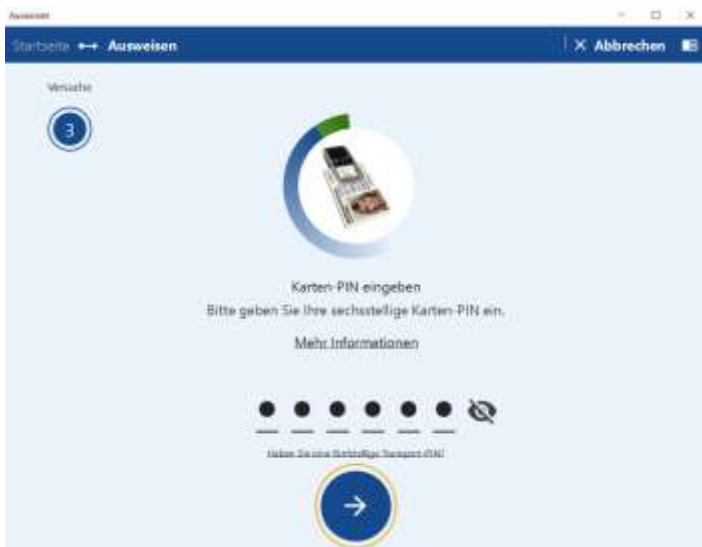 Ausweisen
Startseite Ausweisen Abbrechen
Versuche
3
Karten-PIN eingeben
Bitte geben Sie Ihre sechsstellige Karten-PIN ein.
Mehr Informationen
Haben Sie eine fünfstellige Transport-PIN?